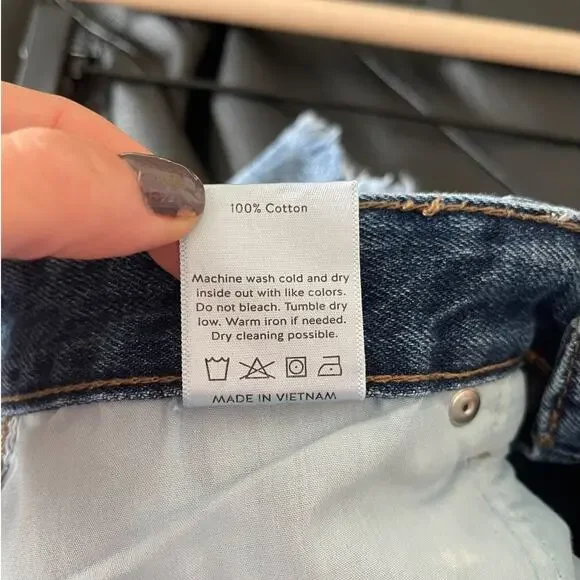 100% Cotton
Machine wash cold and dry
inside out with like colors.
Do not bleach. Tumble dry
low. Warm iron if needed.
Dry cleaning possible.
MADE IN VIETNAM